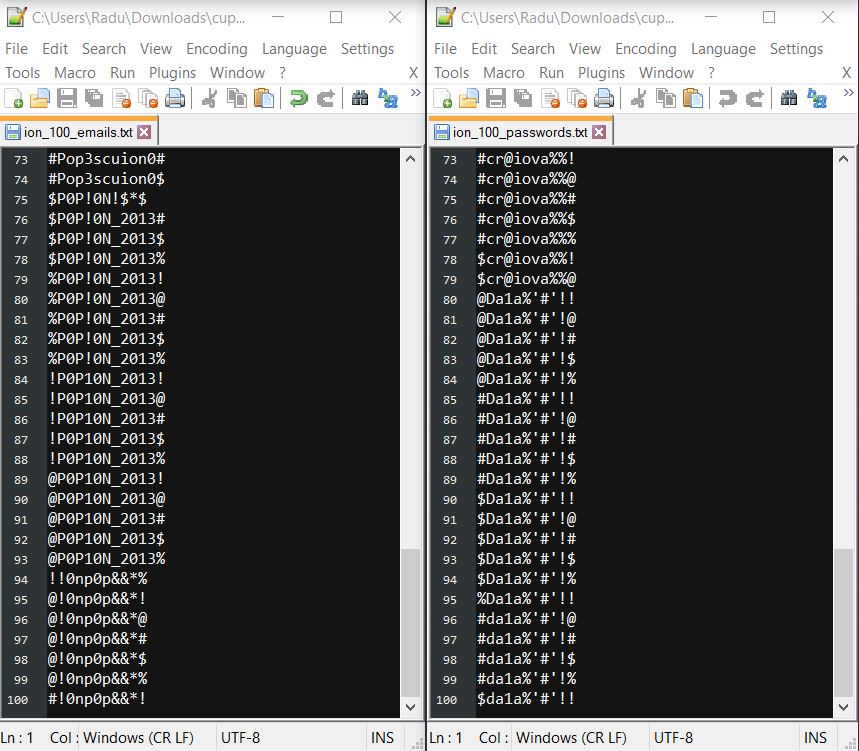 C:\Users\Radu\Downloads\cup...
File Edit Search View Encoding Language Settings
Tools Macro Run Plugins Window ? X
ion_100_emails.txt
73 #Pop3scuion0#
74 #Pop3scuion0$
75 $P0P!0N!$*$
76 $P0P!0N_2013#
77 $P0P!0N_2013$
78 $P0P!0N_2013%
79 %P0P!0N_2013!
80 %P0P!0N_2013@
81 %P0P!0N_2013#
82 %P0P!0N_2013$
83 %P0P!0N_2013%
84 !P0P10N_2013!
85 !P0P10N_2013@
86 !P0P10N_2013#
87 !P0P10N_2013$
88 !P0P10N_2013%
89 @P0P10N_2013!
90 @P0P10N_2013@
91 @P0P10N_2013#
92 @P0P10N_2013$
93 @P0P10N_2013%
94 !!0np0p&&*%
95 @!0np0p&&*!
96 @!0np0p&&*@
97 @!0np0p&&*#
98 @!0np0p&&*$
99 @!0np0p&&*%
100 #!0np0p&&*!
Ln : 1 Col : Windows (CR LF) UTF-8 INS
C:\Users\Radu\Downloads\cup...
File Edit Search View Encoding Language Settings
Tools Macro Run Plugins Window ? X
ion_100_passwords.txt
73 #cr@iova%%!
74 #cr@iova%%@
75 #cr@iova%%#
76 #cr@iova%%$
77 #cr@iova%%%
78 $cr@iova%%!
79 $cr@iova%%@
80 @Da1a%'#'!!
81 @Da1a%'#'!@
82 @Da1a%'#'!#
83 @Da1a%'#'!$
84 @Da1a%'#'!%
85 #Da1a%'#'!!
86 #Da1a%'#'!@
87 #Da1a%'#'!#
88 #Da1a%'#'!$
89 #Da1a%'#'!%
90 $Da1a%'#'!!
91 $Da1a%'#'!@
92 $Da1a%'#'!#
93 $Da1a%'#'!$
94 $Da1a%'#'!%
95 %Da1a%'#'!!
96 #da1a%'#'!@
97 #da1a%'#'!#
98 #da1a%'#'!$
99 #da1a%'#'!%
100 $da1a%'#'!!
Ln : 1 Col : Windows (CR LF) UTF-8 INS